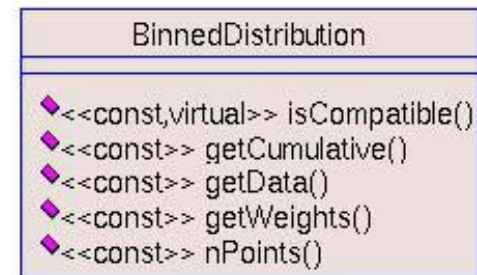 BinnedDistribution
<<const,virtual>> isCompatible()
<<const>> getCumulative()
<<const>> getData()
<<const>> getWeights()
<<const>> nPoints()